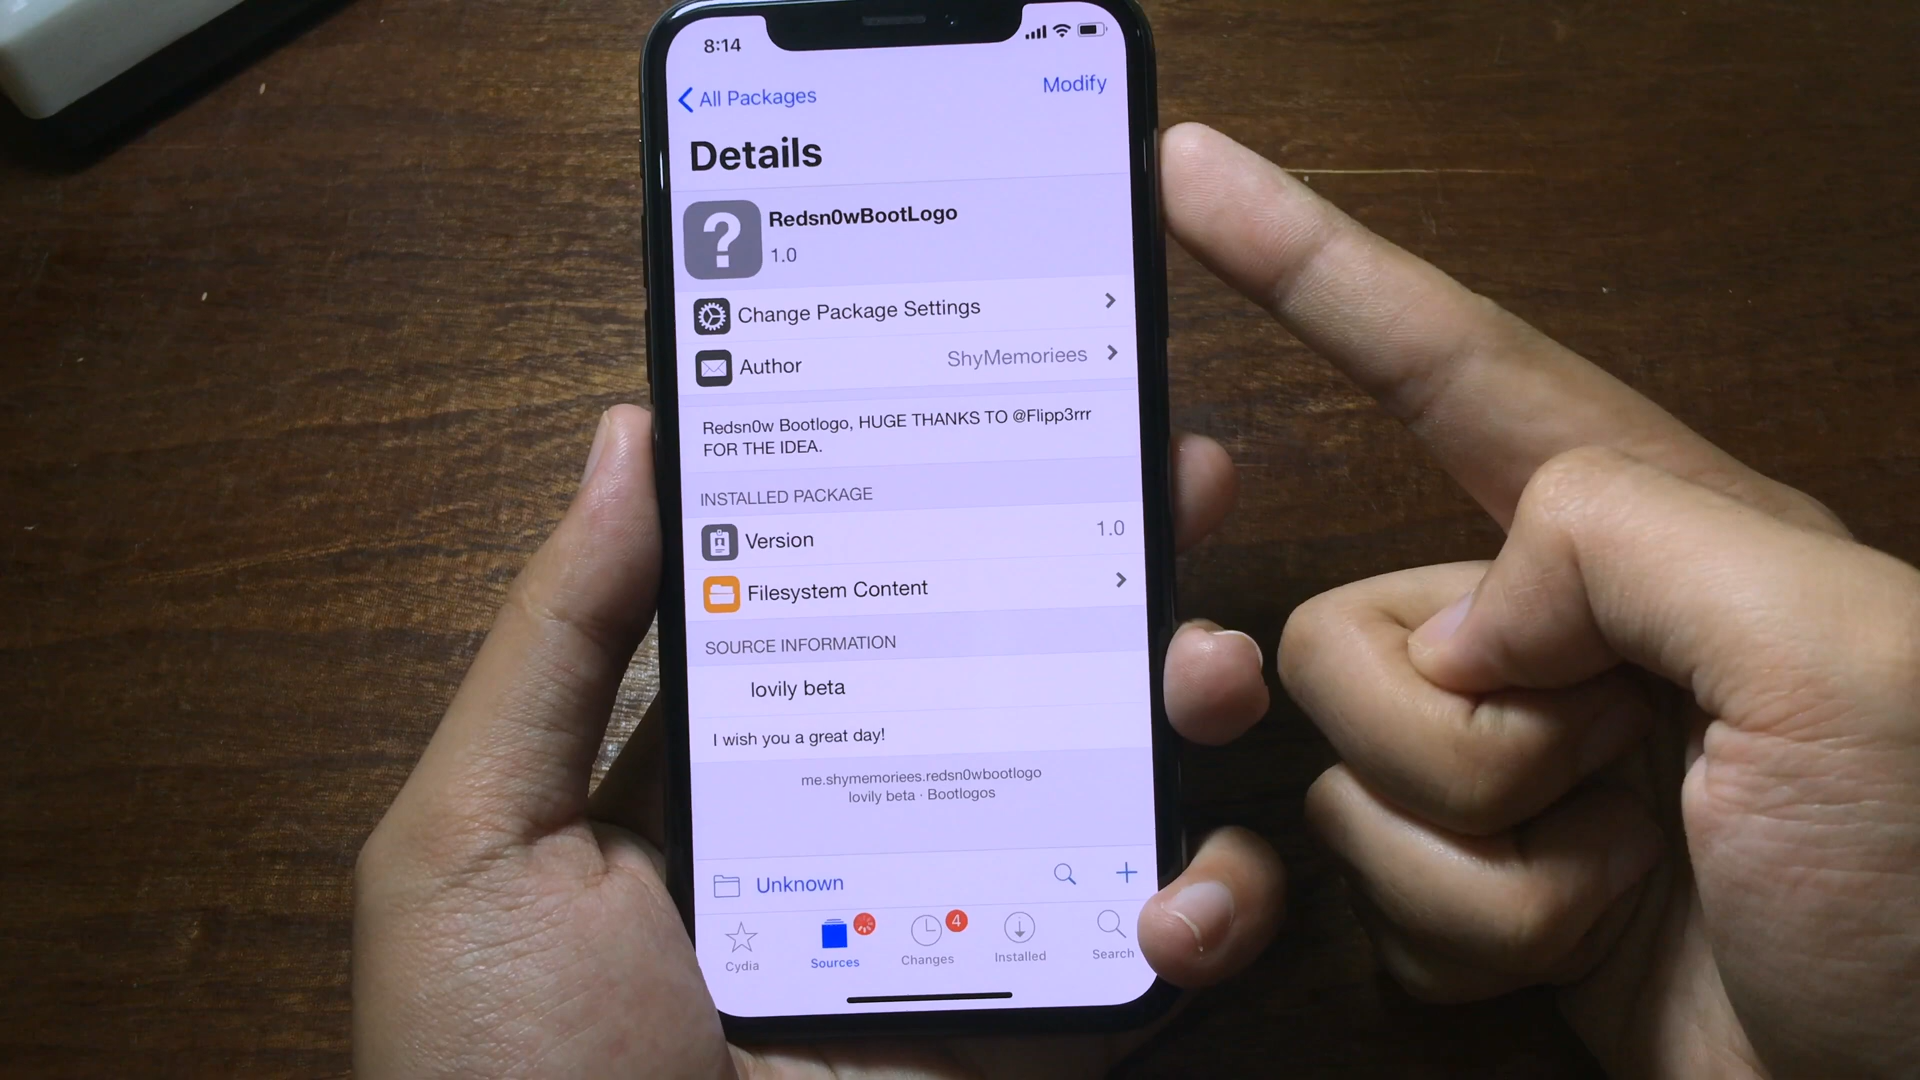 8:14
All Packages
Modify
Details
?
Redsn0wBootLogo
1.0
Change Package Settings
Author
ShyMemoriees
Redsn0w Bootlogo, HUGE THANKS TO @Flipp3rrr
FOR THE IDEA.
INSTALLED PACKAGE
Version
1.0
Filesystem Content
SOURCE INFORMATION
lovily beta
I wish you a great day!
me.shymemoriees.redsn0wbootlogo
lovily beta · Bootlogos
Unknown
4
Cydia
Sources
Changes
Installed
Search